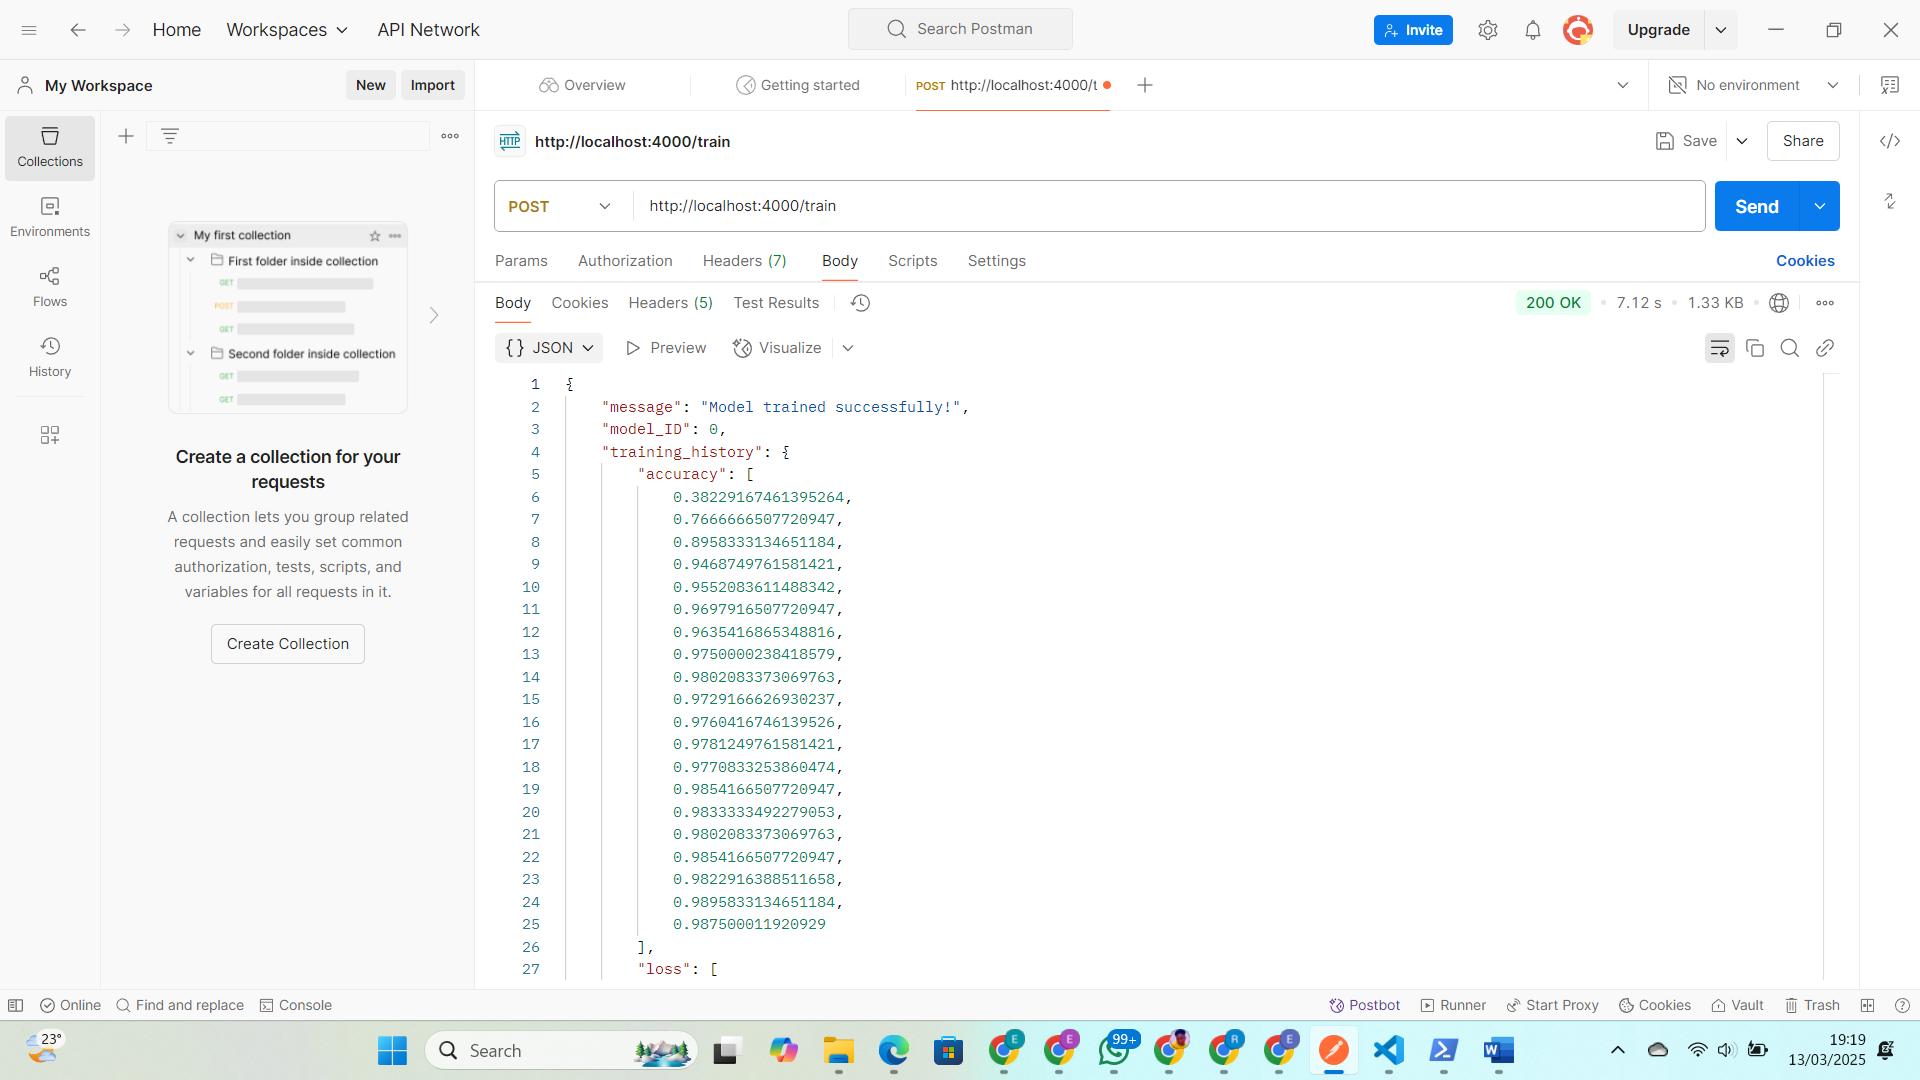 Home
Workspaces
API Network
Search Postman
Invite
Upgrade
My Workspace
New
Import
Overview
Getting started
POST http://localhost:4000/t
No environment
Collections
Environments
Flows
History
My first collection
First folder inside collection
GET
POST
GET
Second folder inside collection
GET
GET
Create a collection for your
requests
A collection lets you group related
requests and easily set common
authorization, tests, scripts, and
variables for all requests in it.
Create Collection
HTTP
http://localhost:4000/train
Save
Share
POST
http://localhost:4000/train
Send
Params
Authorization
Headers (7)
Body
Scripts
Settings
Cookies
Body
Cookies
Headers (5)
Test Results
200 OK
7.12 s
1.33 KB
{} JSON
Preview
Visualize
1 {
2 "message": "Model trained successfully!",
3 "model_ID": 0,
4 "training_history": {
5 "accuracy": [
6 0.38229167461395264,
7 0.7666666507720947,
8 0.8958333134651184,
9 0.9468749761581421,
10 0.9552083611488342,
11 0.9697916507720947,
12 0.9635416865348816,
13 0.9750000238418579,
14 0.9802083373069763,
15 0.9729166626930237,
16 0.9760416746139526,
17 0.9781249761581421,
18 0.9770833253860474,
19 0.9854166507720947,
20 0.9833333492279053,
21 0.9802083373069763,
22 0.9854166507720947,
23 0.9822916388511658,
24 0.9895833134651184,
25 0.987500011920929
26 ],
27 "loss": [
Online
Find and replace
Console
Postbot
Runner
Start Proxy
Cookies
Vault
Trash
23°
Search
E
E
99+
R
E
19:19
13/03/2025